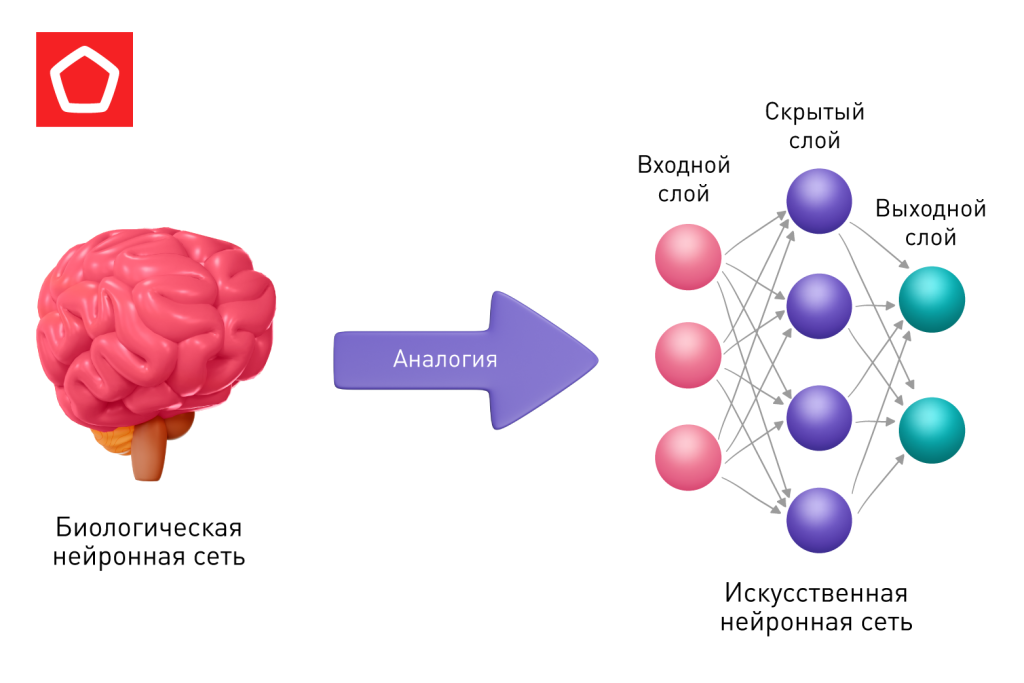 Скрытый
слой
Входной
слой
Выходной
слой
Аналогия
Биологическая
нейронная сеть
Искусственная
нейронная сеть